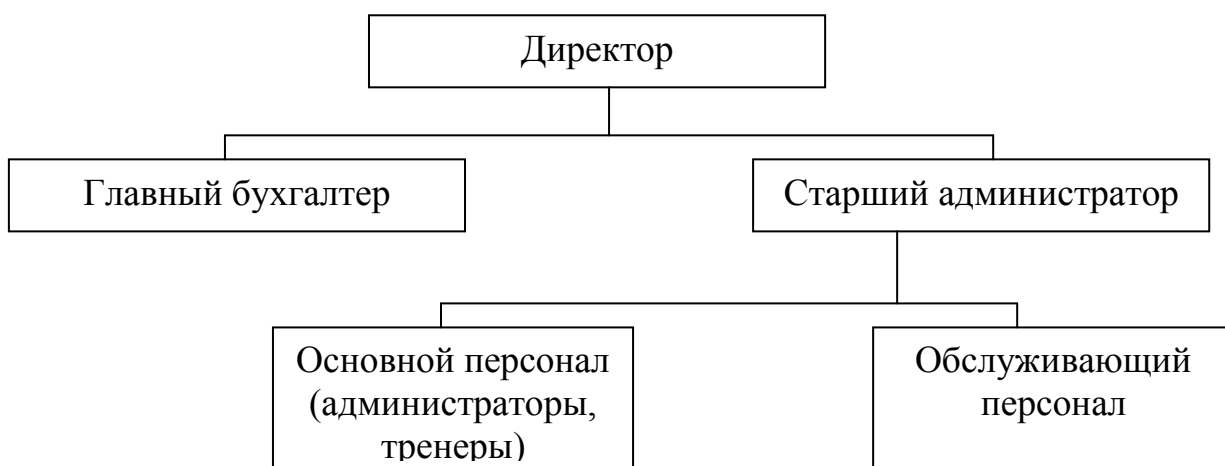 Директор
Главный бухгалтер
Старший администратор
Основной персонал
(администраторы,
тренеры)
Обслуживающий
персонал